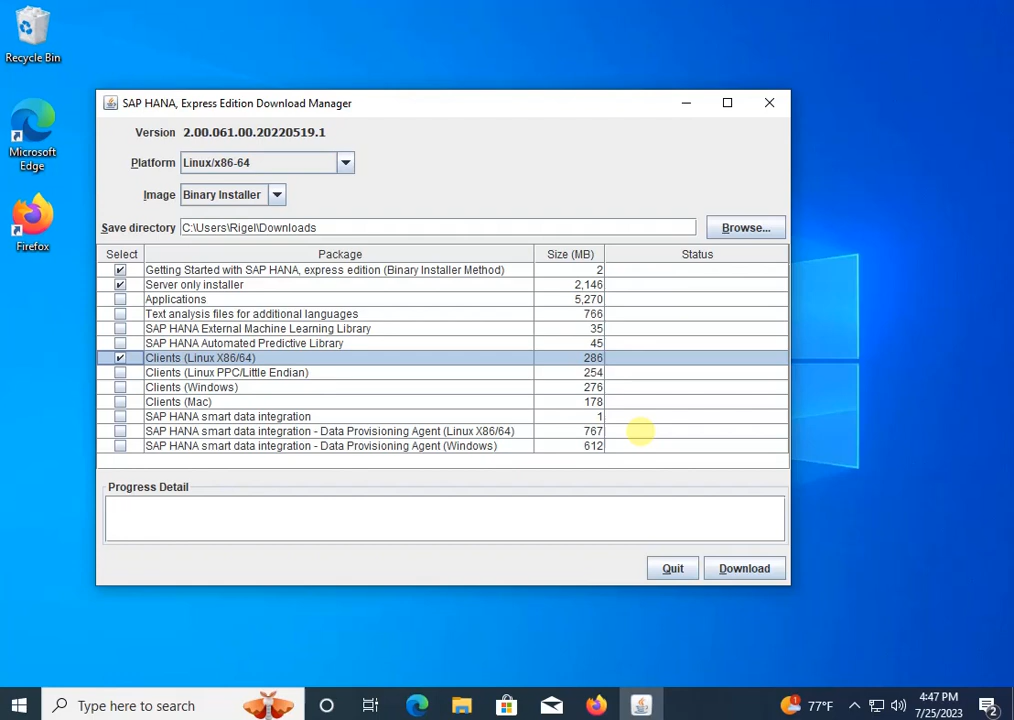 Recycle Bin
Microsoft
Edge
Firefox
SAP HANA, Express Edition Download Manager
Version 2.00.061.00.20220519.1
Platform Linux/x86-64
Image Binary Installer
Save directory C:\Users\Rigel\Downloads Browse...
Select Package Size (MB) Status
Getting Started with SAP HANA, express edition (Binary Installer Method) 2
Server only installer 2,146
Applications 5,270
Text analysis files for additional languages 766
SAP HANA External Machine Learning Library 35
SAP HANA Automated Predictive Library 45
Clients (Linux X86/64) 286
Clients (Linux PPC/Little Endian) 254
Clients (Windows) 276
Clients (Mac) 178
SAP HANA smart data integration 1
SAP HANA smart data integration - Data Provisioning Agent (Linux X86/64) 767
SAP HANA smart data integration - Data Provisioning Agent (Windows) 612
Progress Detail
Quit Download
Type here to search
77°F
4:47 PM
7/25/2023
2